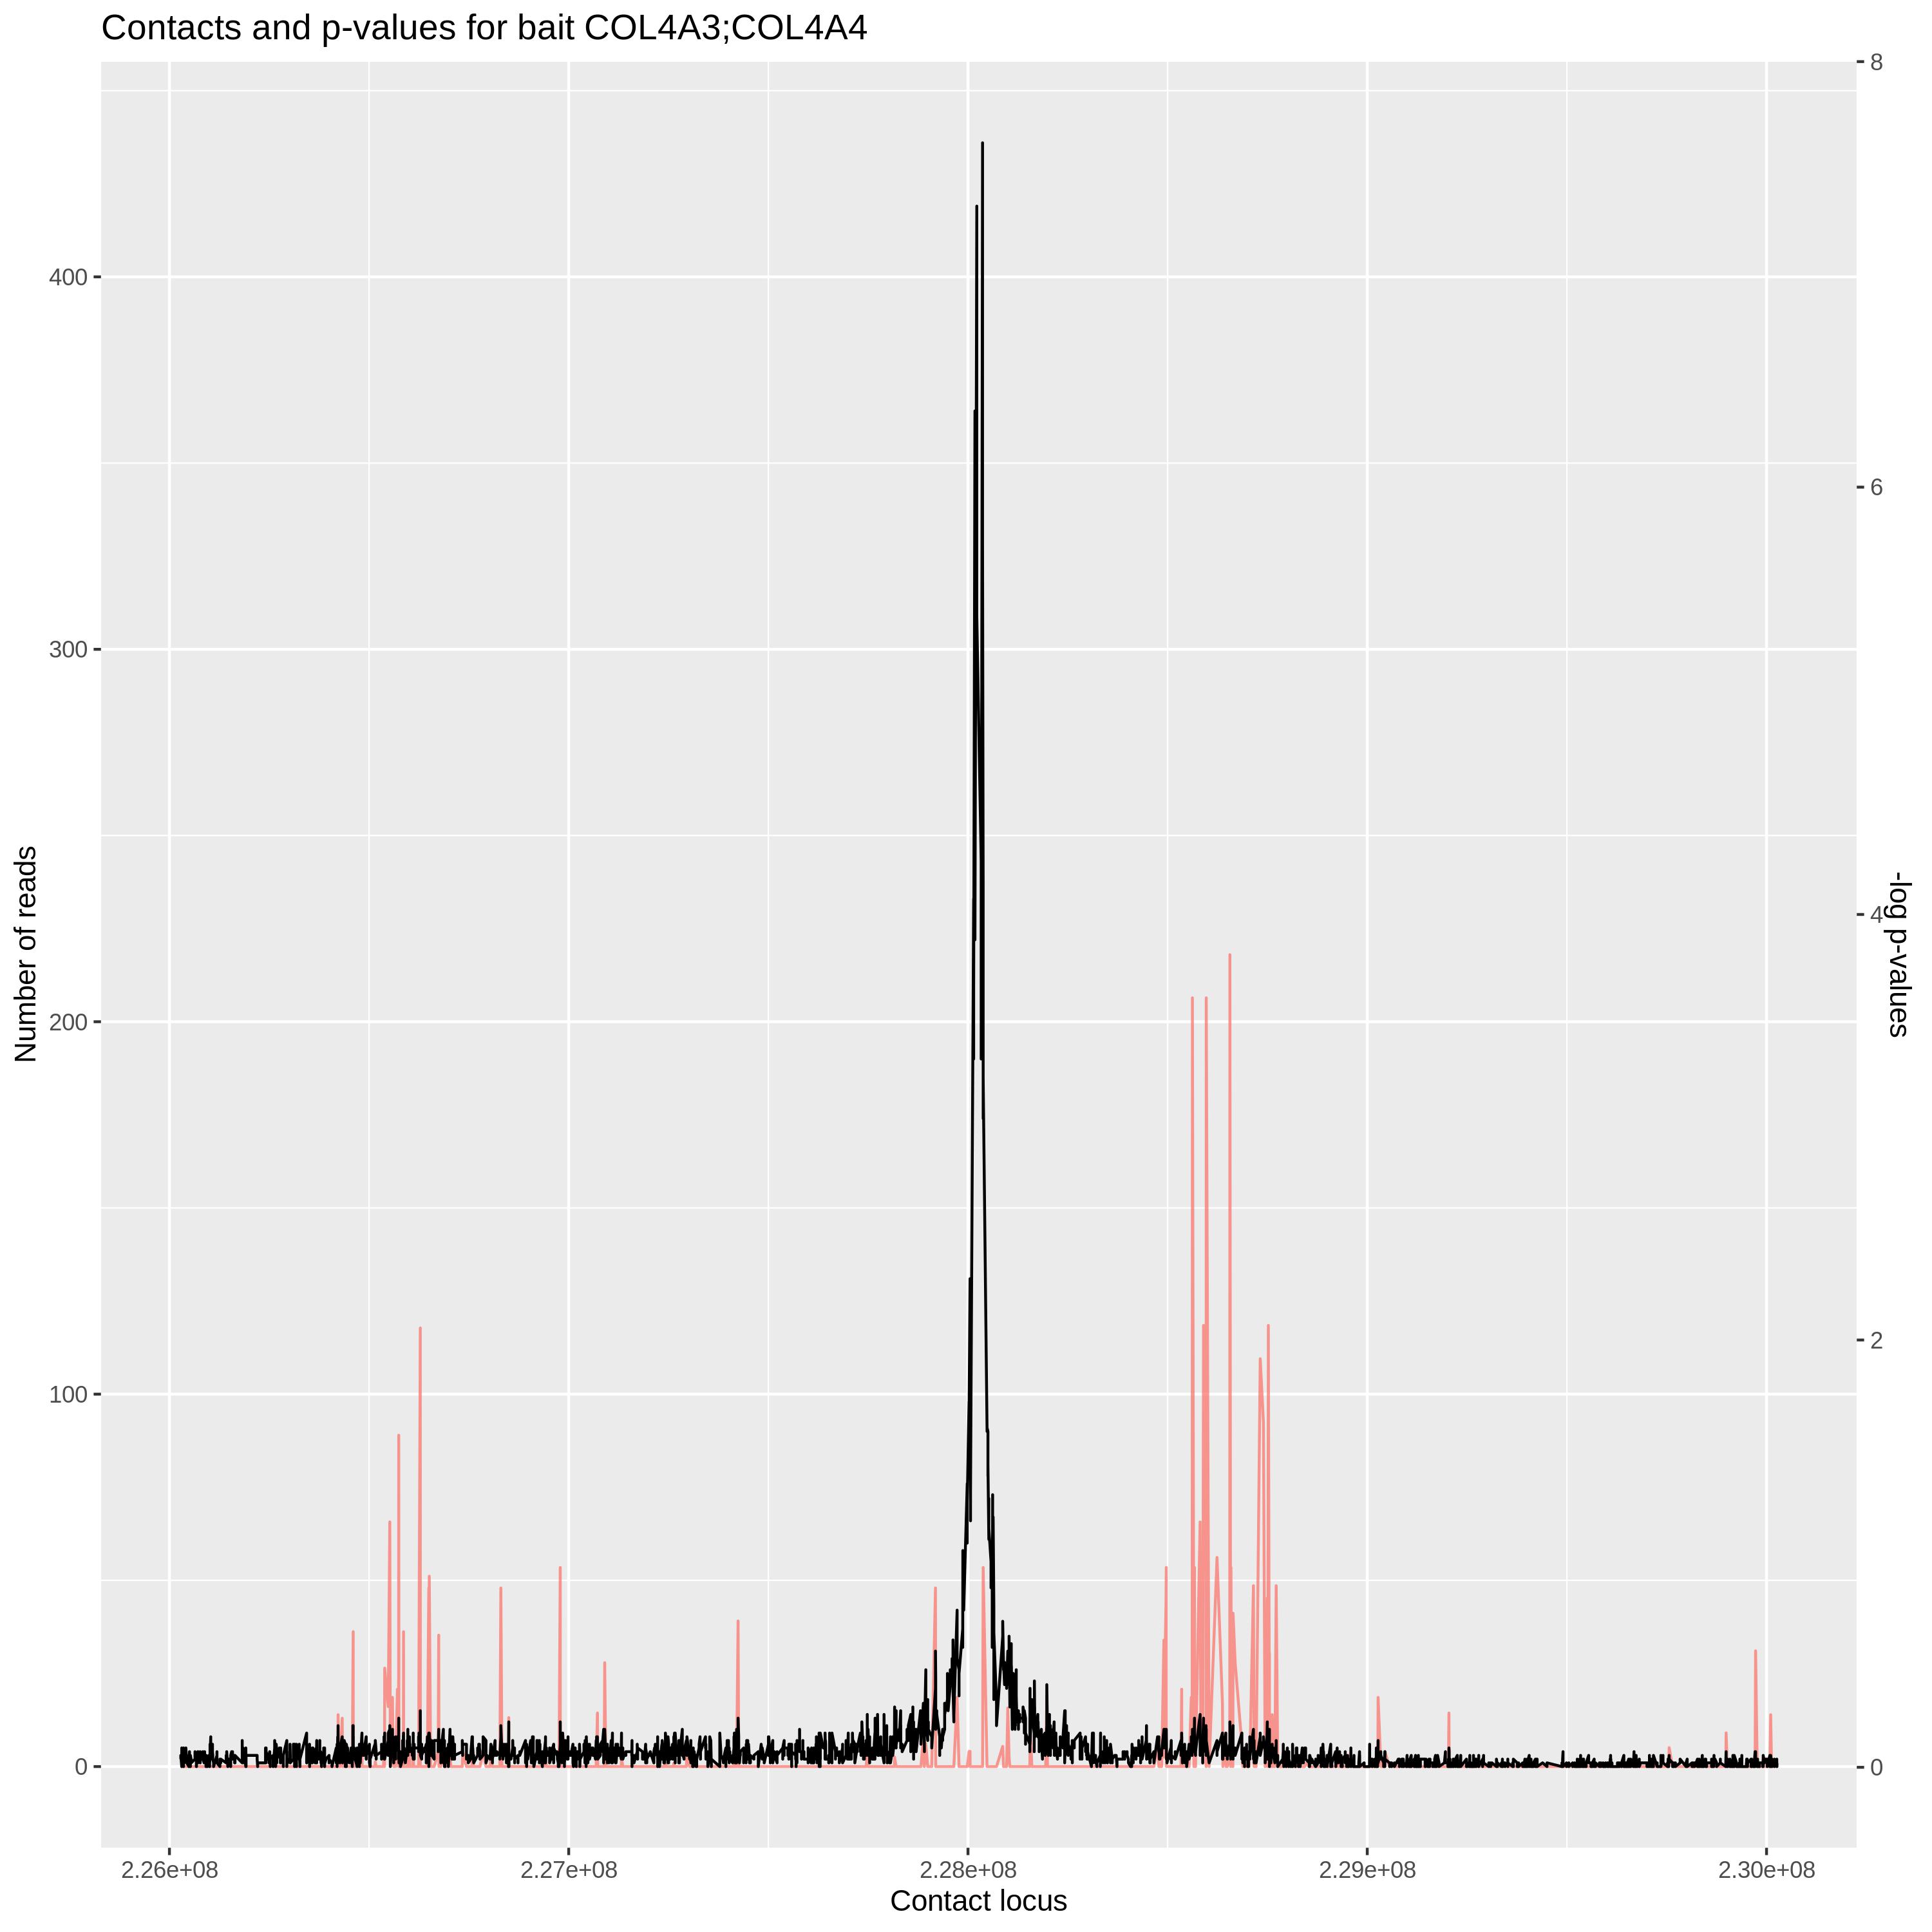 Contacts and p-values for bait COL4A3;COL4A4
Number of reads
400
300
200
100
0
8
6
4
2
0
-log p-values
2.26e+08
2.27e+08
2.28e+08
2.29e+08
2.30e+08
Contact locus